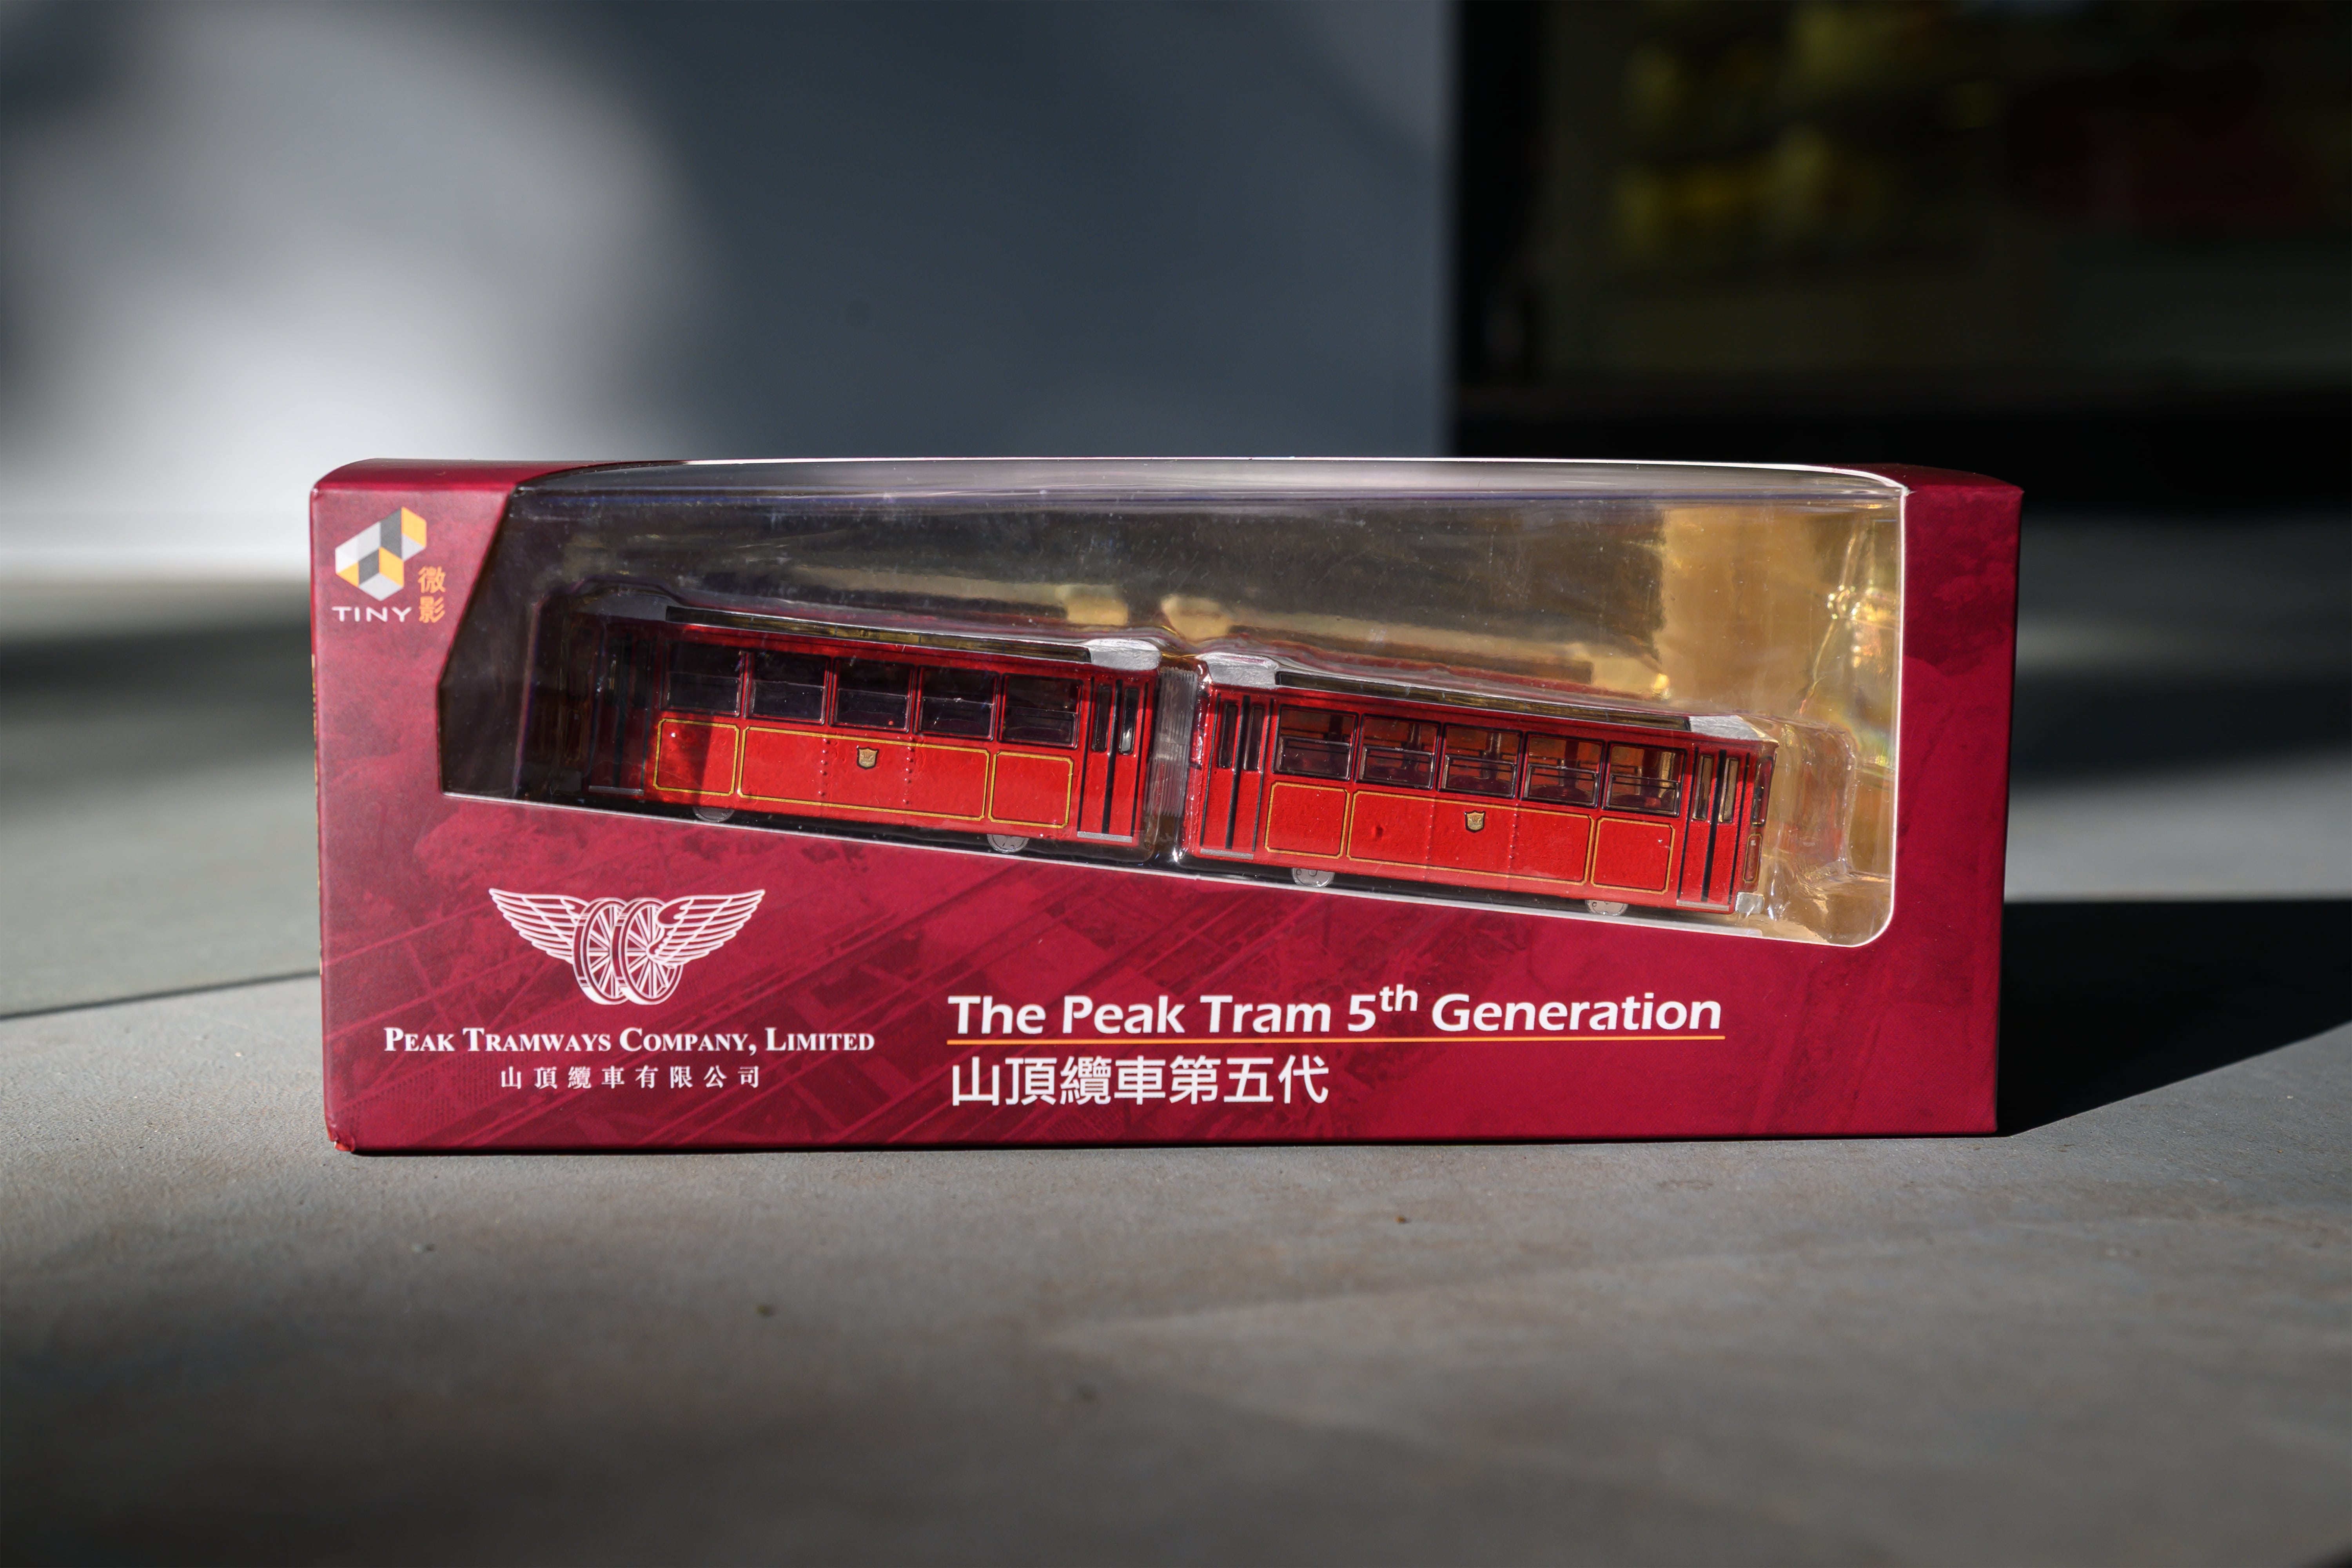 TINY
微影
PEAK TRAMWAYS COMPANY, LIMITED
山頂纜車有限公司
The Peak Tram 5th Generation
山頂纜車第五代